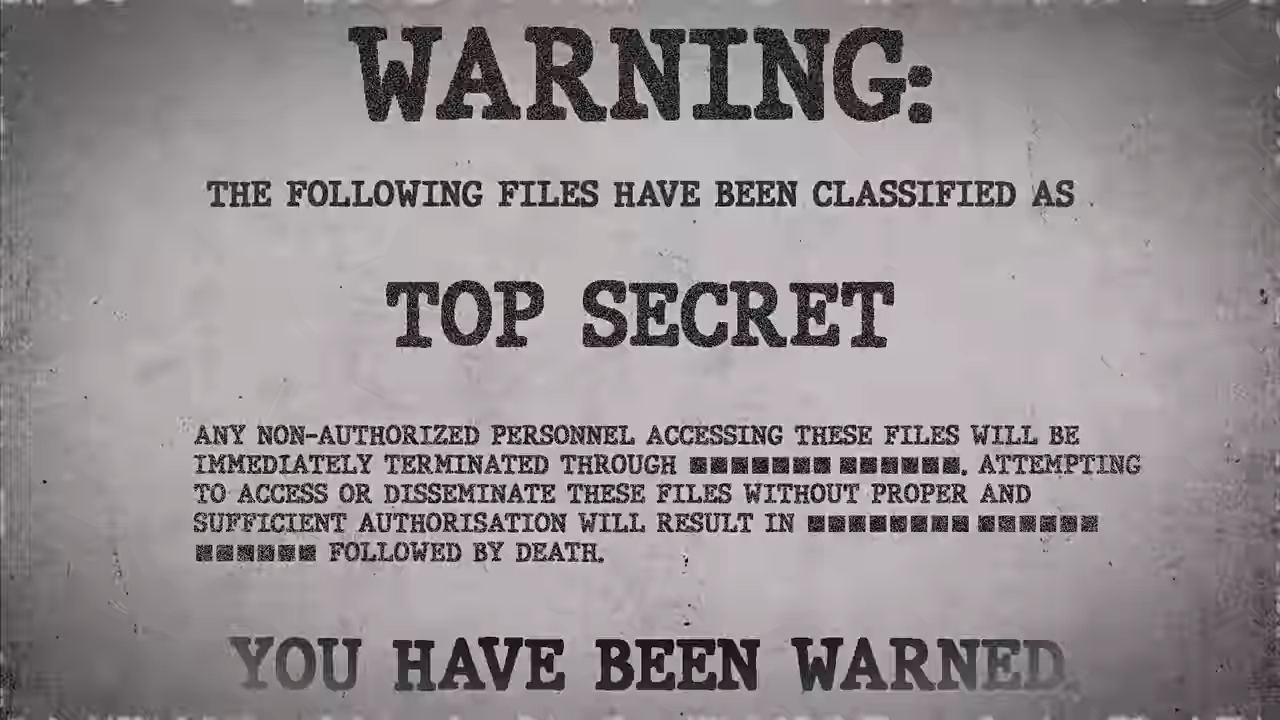 WARNING:
THE FOLLOWING FILES HAVE BEEN CLASSIFIED AS
TOP SECRET
ANY NON-AUTHORIZED PERSONNEL ACCESSING THESE FILES WILL BE
IMMEDIATELY TERMINATED THROUGH ■■■■■■■ ■■■■■■. ATTEMPTING
TO ACCESS OR DISSEMINATE THESE FILES WITHOUT PROPER AND
SUFFICIENT AUTHORISATION WILL RESULT IN ■■■■■■■■ ■■■■■■
■■■■■■ FOLLOWED BY DEATH.
YOU HAVE BEEN WARNED.